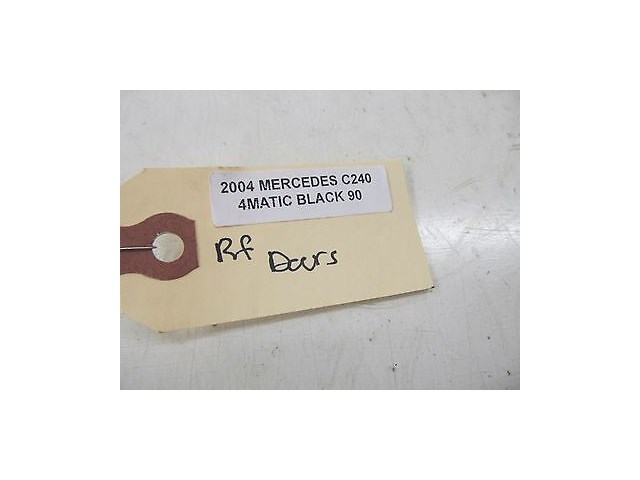 2004 MERCEDES C240
4MATIC BLACK 90
Rf Doors